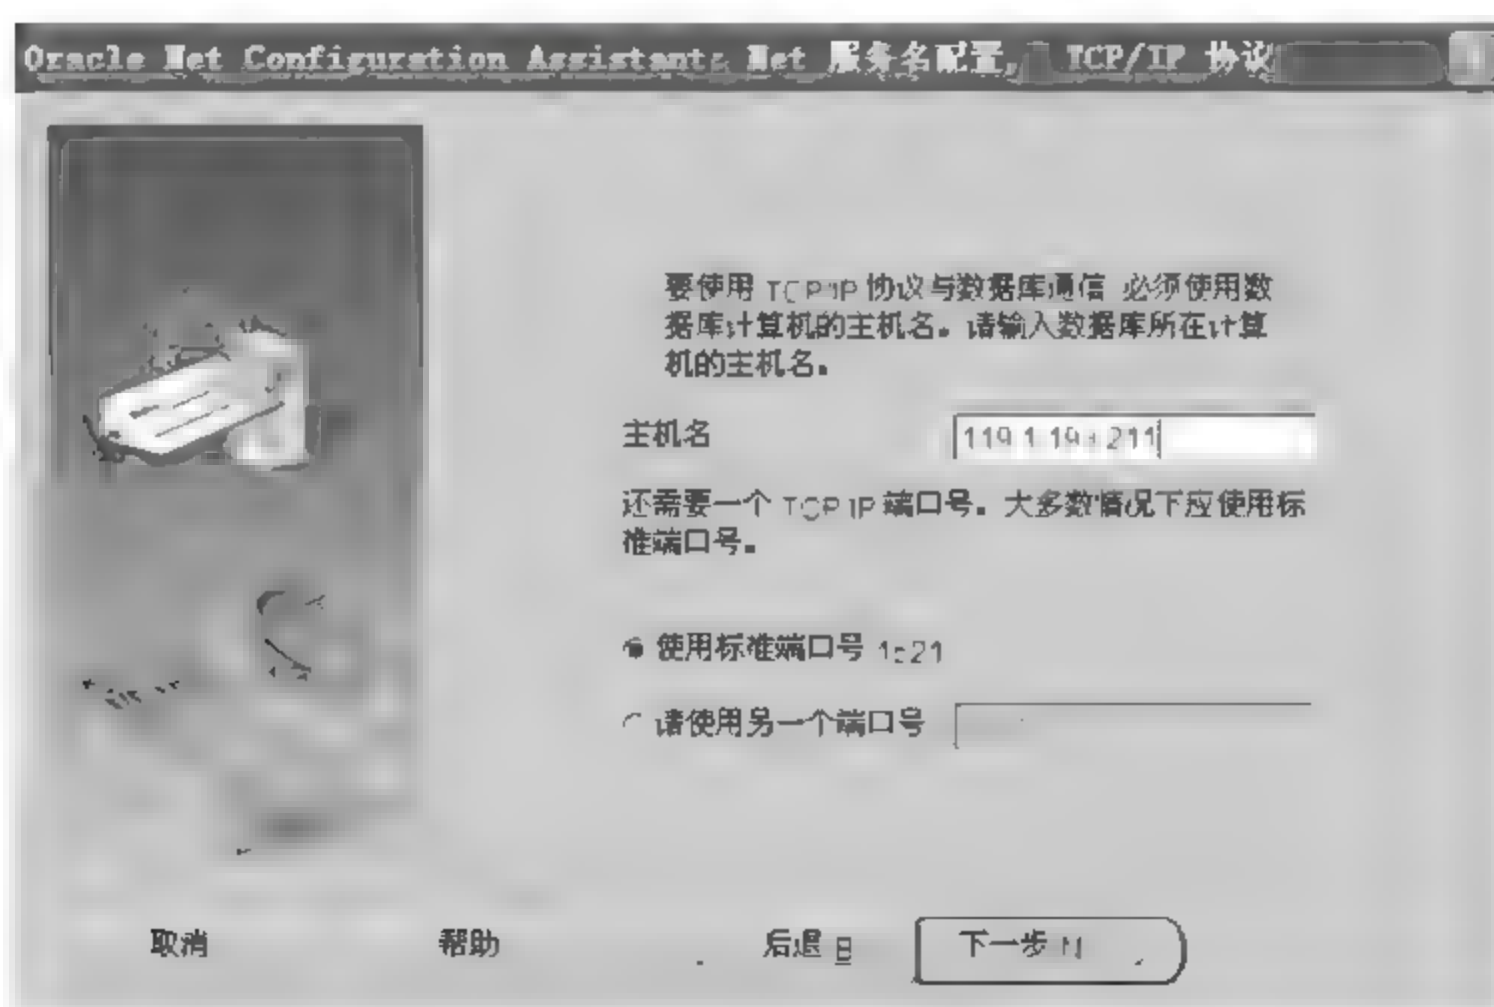 Oracle Net Configuration Assistant: Net 服务名配置, TCP/IP 协议
要使用 TCP/IP 协议与数据库通信 必须使用数
据库计算机的主机名。请输入数据库所在计算
机的主机名。
主机名
还需要一个 TCP/IP 端口号。大多数情况下应使用标
准端口号。
使用标准端口号 1521
请使用另一个端口号
取消 帮助 后退 B 下一步 N